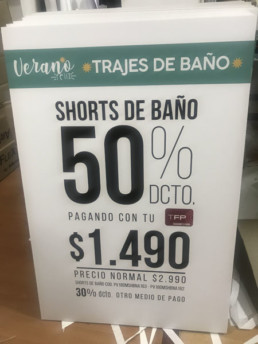 Verano
TRAJES DE BAÑO
SHORTS DE BAÑO
50%
DCTO.
PAGANDO CON TU TFP
$1.490
PRECIO NORMAL $2.990
30% DCTO. OTRO MEDIO DE PAGO